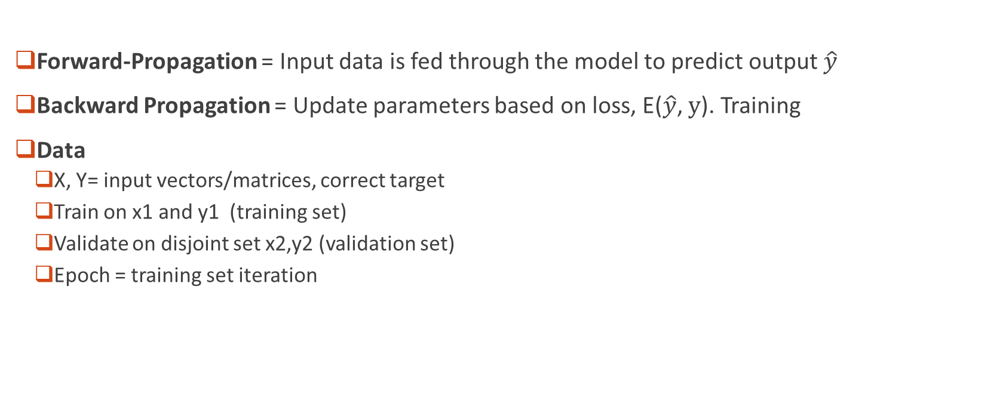 ❑Forward-Propagation = Input data is fed through the model to predict output ŷ
❑Backward Propagation = Update parameters based on loss, E(ŷ, y). Training
❑Data
❑X, Y= input vectors/matrices, correct target
❑Train on x1 and y1  (training set)
❑Validate on disjoint set x2,y2 (validation set)
❑Epoch = training set iteration